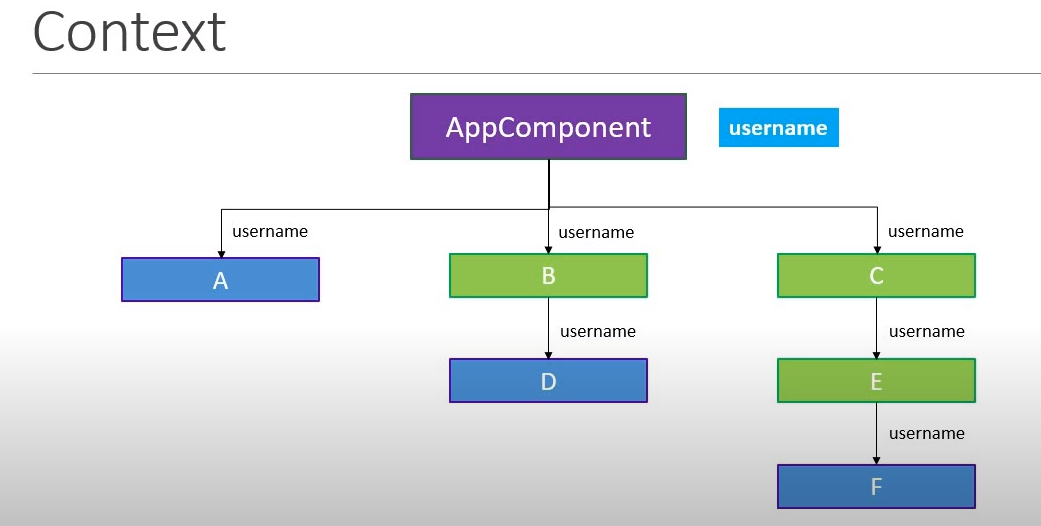 Context
AppComponent
username
username
username
username
A
B
C
username
username
D
E
username
F